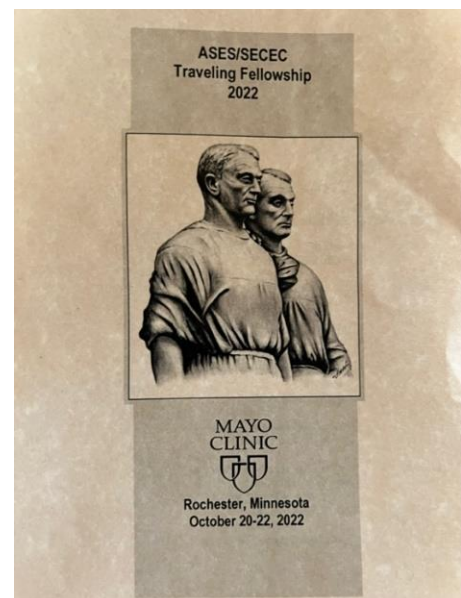 ASES/SECEC
Traveling Fellowship
2022
MAYO
CLINIC
Rochester, Minnesota
October 20-22, 2022